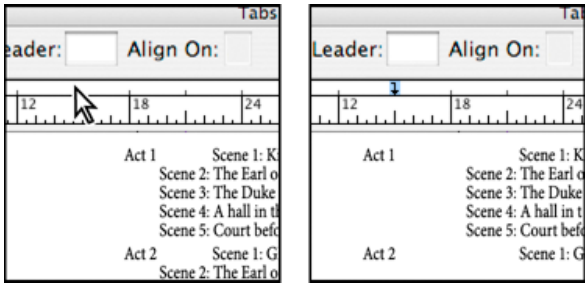 Tabs
eader: Align On:
12 18 24
Act 1 Scene 1: K
Scene 2: The Earl o
Scene 3: The Duke
Scene 4: A hall in th
Scene 5: Court befo
Act 2 Scene 1: G
Scene 2: The Earl o
Tab
Leader: Align On:
12 18 24
Act 1 Scene 1: K
Scene 2: The Earl o
Scene 3: The Duke
Scene 4: A hall in t
Scene 5: Court befo
Act 2 Scene 1: G